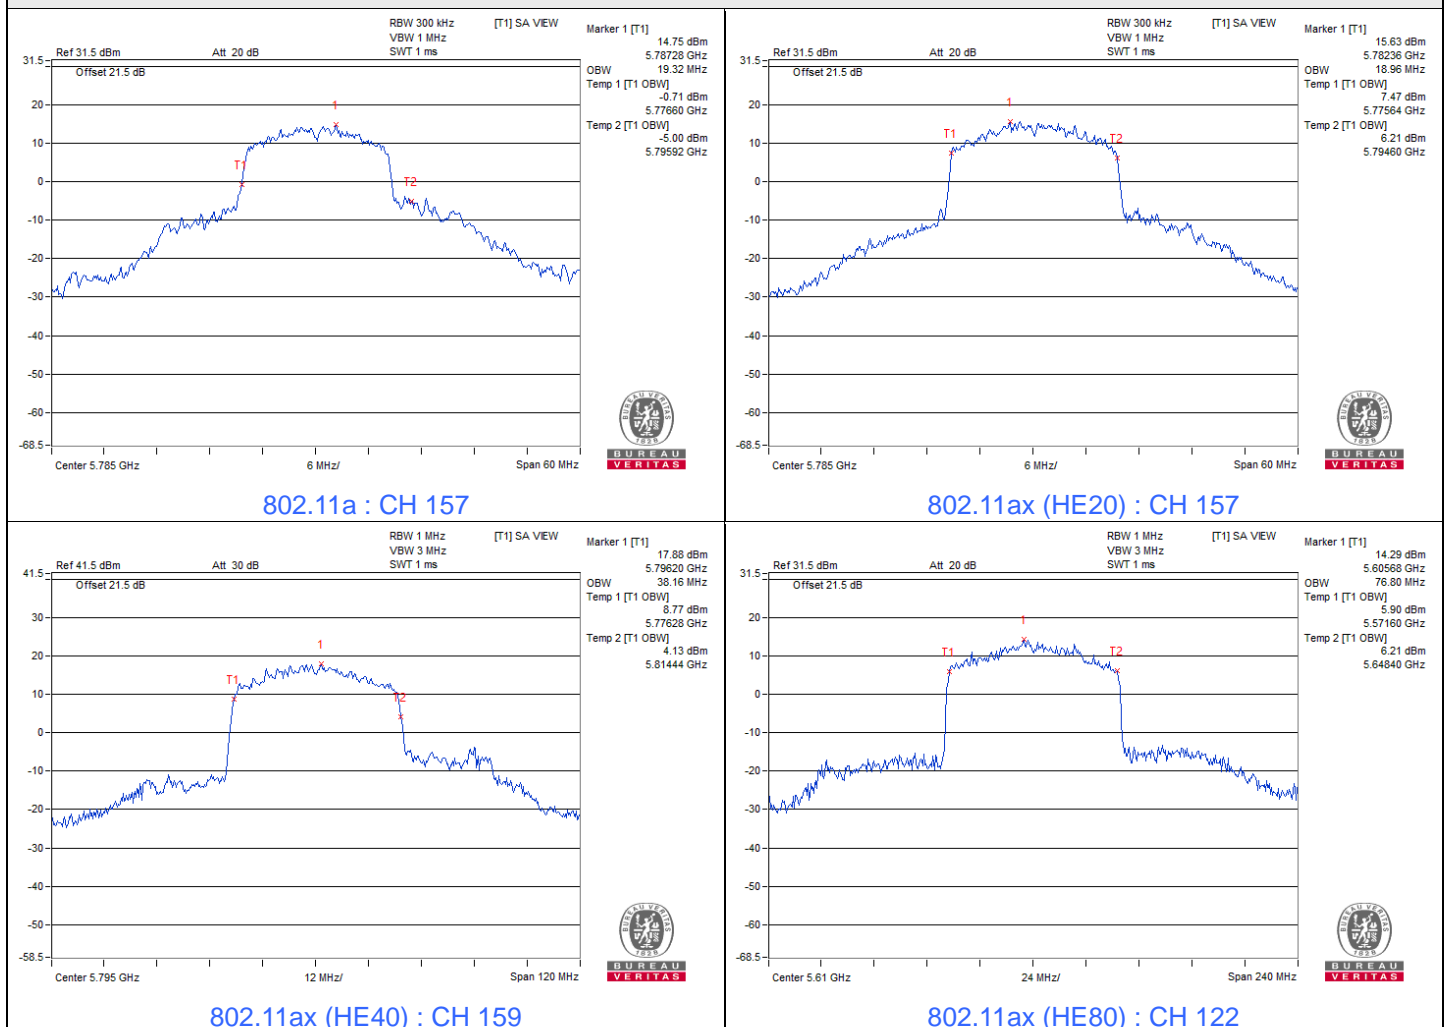 RBW 300 kHz [T1] SA VIEW
VBW 1 MHz
Ref 31.5 dBm Att 20 dB SWT 1 ms
Marker 1 [T1]
14.75 dBm
5.78728 GHz
OBW 19.32 MHz
Temp 1 [T1 OBW]
-0.71 dBm
5.77660 GHz
Temp 2 [T1 OBW]
-5.00 dBm
5.79592 GHz
31.5
Offset 21.5 dB
20
10
0
-10
-20
-30
-40
-50
-60
-68.5
1
T1
T2
Center 5.785 GHz 6 MHz/ Span 60 MHz
BUREAU VERITAS
1828
BUREAU
VERITAS
802.11a : CH 157
RBW 300 kHz [T1] SA VIEW
VBW 1 MHz
Ref 31.5 dBm Att 20 dB SWT 1 ms
Marker 1 [T1]
15.63 dBm
5.78236 GHz
OBW 18.96 MHz
Temp 1 [T1 OBW]
7.47 dBm
5.77564 GHz
Temp 2 [T1 OBW]
6.21 dBm
5.79460 GHz
31.5
Offset 21.5 dB
20
10
0
-10
-20
-30
-40
-50
-60
-68.5
1
T1
T2
Center 5.785 GHz 6 MHz/ Span 60 MHz
BUREAU VERITAS
1828
BUREAU
VERITAS
802.11ax (HE20) : CH 157
RBW 1 MHz [T1] SA VIEW
VBW 3 MHz
Ref 41.5 dBm Att 30 dB SWT 1 ms
Marker 1 [T1]
17.88 dBm
5.79620 GHz
OBW 38.16 MHz
Temp 1 [T1 OBW]
8.77 dBm
5.77628 GHz
Temp 2 [T1 OBW]
4.13 dBm
5.81444 GHz
41.5
Offset 21.5 dB
30
20
10
0
-10
-20
-30
-40
-50
-58.5
1
T1
T2
Center 5.795 GHz 12 MHz/ Span 120 MHz
BUREAU VERITAS
1828
BUREAU
VERITAS
802.11ax (HE40) : CH 159
RBW 1 MHz [T1] SA VIEW
VBW 3 MHz
Ref 31.5 dBm Att 20 dB SWT 1 ms
Marker 1 [T1]
14.29 dBm
5.60568 GHz
OBW 76.80 MHz
Temp 1 [T1 OBW]
5.90 dBm
5.57160 GHz
Temp 2 [T1 OBW]
6.21 dBm
5.64840 GHz
31.5
Offset 21.5 dB
20
10
0
-10
-20
-30
-40
-50
-60
-68.5
1
T1
T2
Center 5.61 GHz 24 MHz/ Span 240 MHz
BUREAU VERITAS
1828
BUREAU
VERITAS
802.11ax (HE80) : CH 122